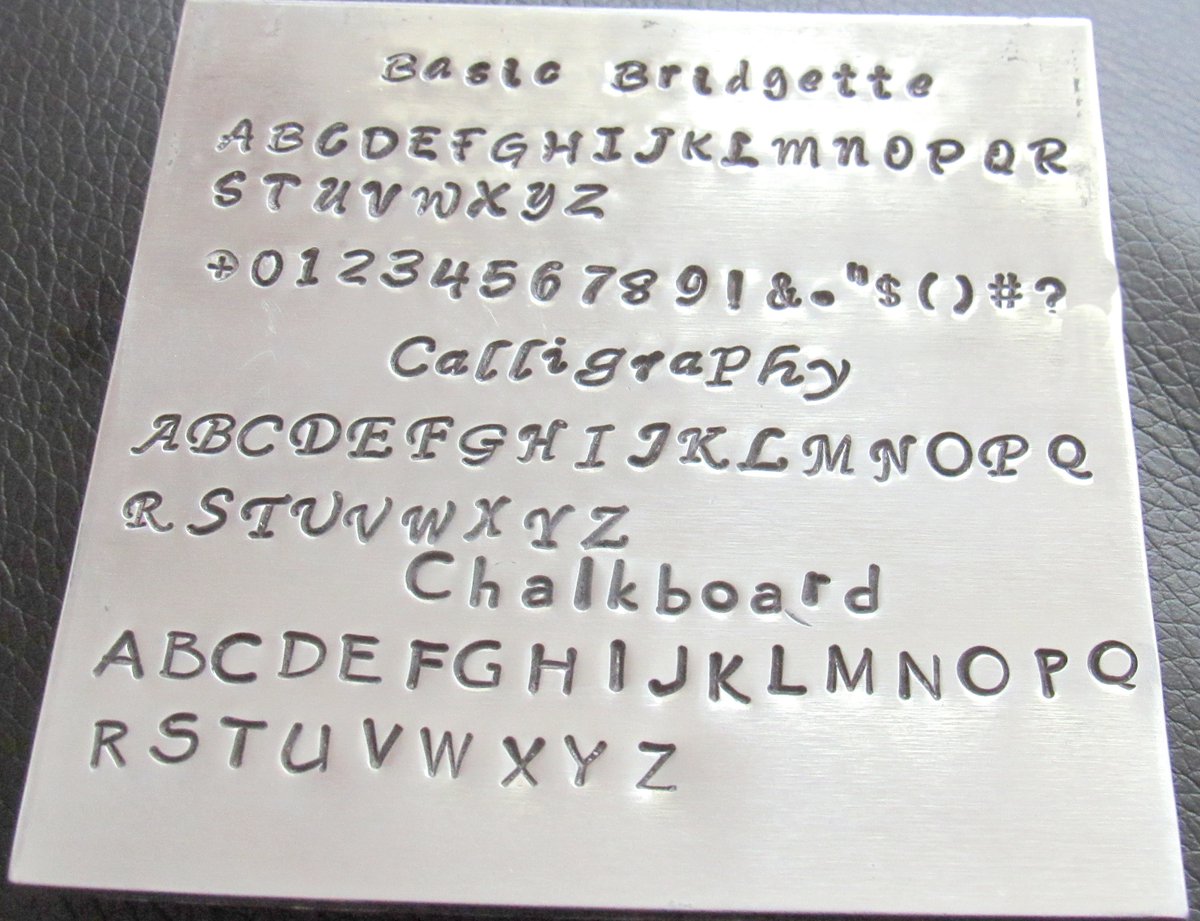 Basic Bridgette
ABCDEFGHIJKLMNOPQR
STUVWXYZ
+0123456789!&•"$()#?
Calligraphy
ABCDEFGHIJKLMNOPQ
RSTUVWXYZ
Chalkboard
ABCDEFGHIJKLMNOPQ
RSTUVWXYZ